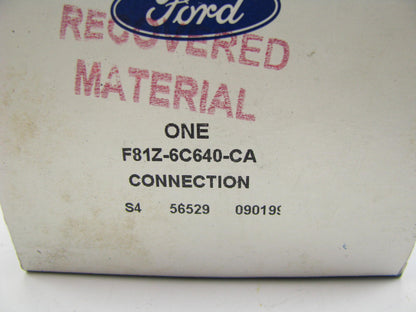 Ford
RECOVERED
MATERIAL
ONE
F81Z-6C640-CA
CONNECTION
S4 56529 090199